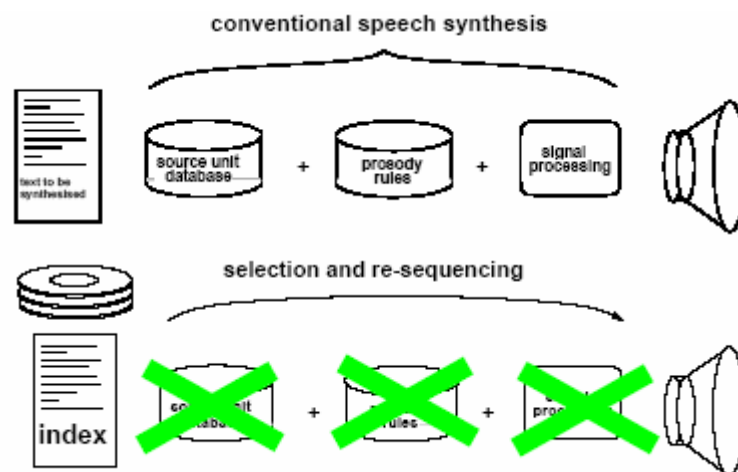 conventional speech synthesis
text to be
synthesised
source unit
database
+
prosody
rules
+
signal
processing
selection and re-sequencing
index
unit
+
rules
+